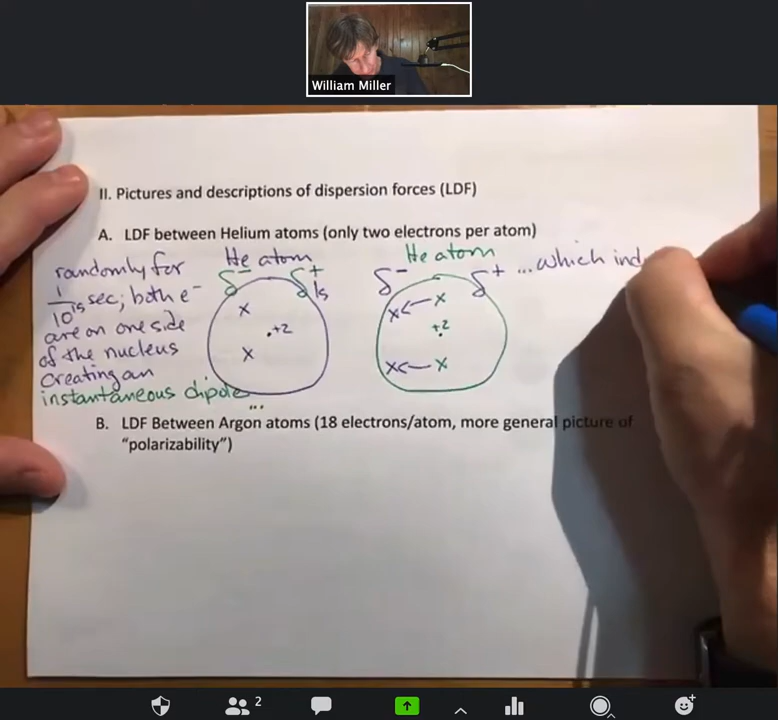 William Miller
II. Pictures and descriptions of dispersion forces (LDF)
A. LDF between Helium atoms (only two electrons per atom)
randomly for
1/10¹⁵ sec; both e⁻
are on one side
of the nucleus
creating an
instantaneous dipole...
He atom
δ⁻ δ⁺
1s
x
.+2
x
He atom
δ⁻ δ⁺
x<—x
+2
x<—x
...which ind
B. LDF Between Argon atoms (18 electrons/atom, more general picture of
"polarizability")
2